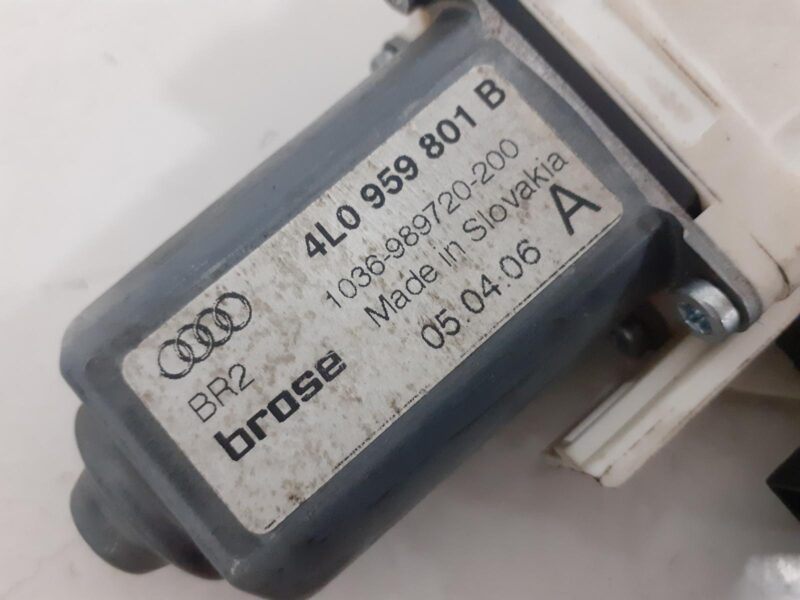 4L0 959 801 B
1036-989720-200
Made in Slovakia
05.04.06 A
BR2
brose